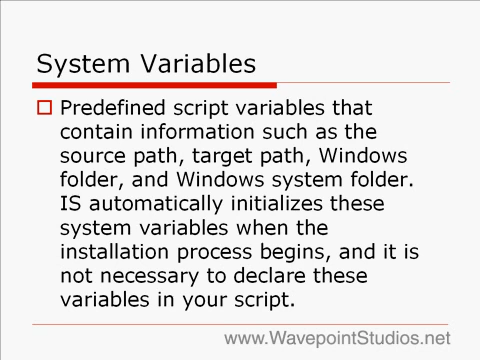 System Variables
Predefined script variables that
contain information such as the
source path, target path, Windows
folder, and Windows system folder.
IS automatically initializes these
system variables when the
installation process begins, and it is
not necessary to declare these
variables in your script.
www.WavepointStudios.net